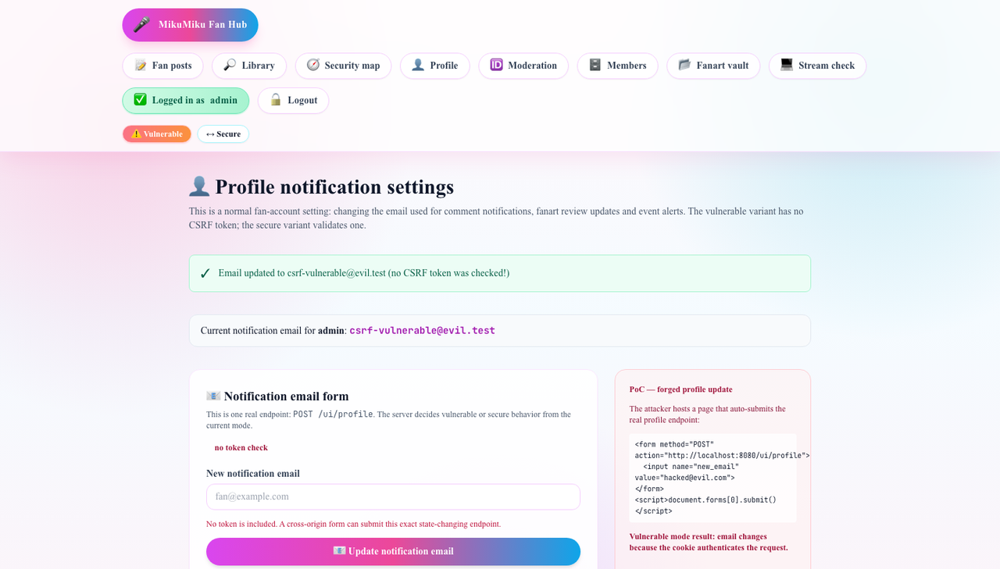 🎤 MikuMiku Fan Hub
📝 Fan posts 🔎 Library 🧭 Security map 👤 Profile 🆔 Moderation 🗄️ Members 📂 Fanart vault 💻 Stream check
✅ Logged in as admin 🔓 Logout
⚠️ Vulnerable ↔ Secure
👤 Profile notification settings
This is a normal fan-account setting: changing the email used for comment notifications, fanart review updates and event alerts. The vulnerable variant has no
CSRF token; the secure variant validates one.
✓ Email updated to csrf-vulnerable@evil.test (no CSRF token was checked!)
Current notification email for admin: csrf-vulnerable@evil.test
📧 Notification email form
This is one real endpoint: POST /ui/profile. The server decides vulnerable or secure behavior from the
current mode.
no token check
New notification email
fan@example.com
No token is included. A cross-origin form can submit this exact state-changing endpoint.
📧 Update notification email
PoC — forged profile update
The attacker hosts a page that auto-submits the
real profile endpoint:
<form method="POST"
action="http://localhost:8080/ui/profile">
<input name="new_email"
value="hacked@evil.com">
</form>
<script>document.forms[0].submit()
</script>
Vulnerable mode result: email changes
because the cookie authenticates the request.